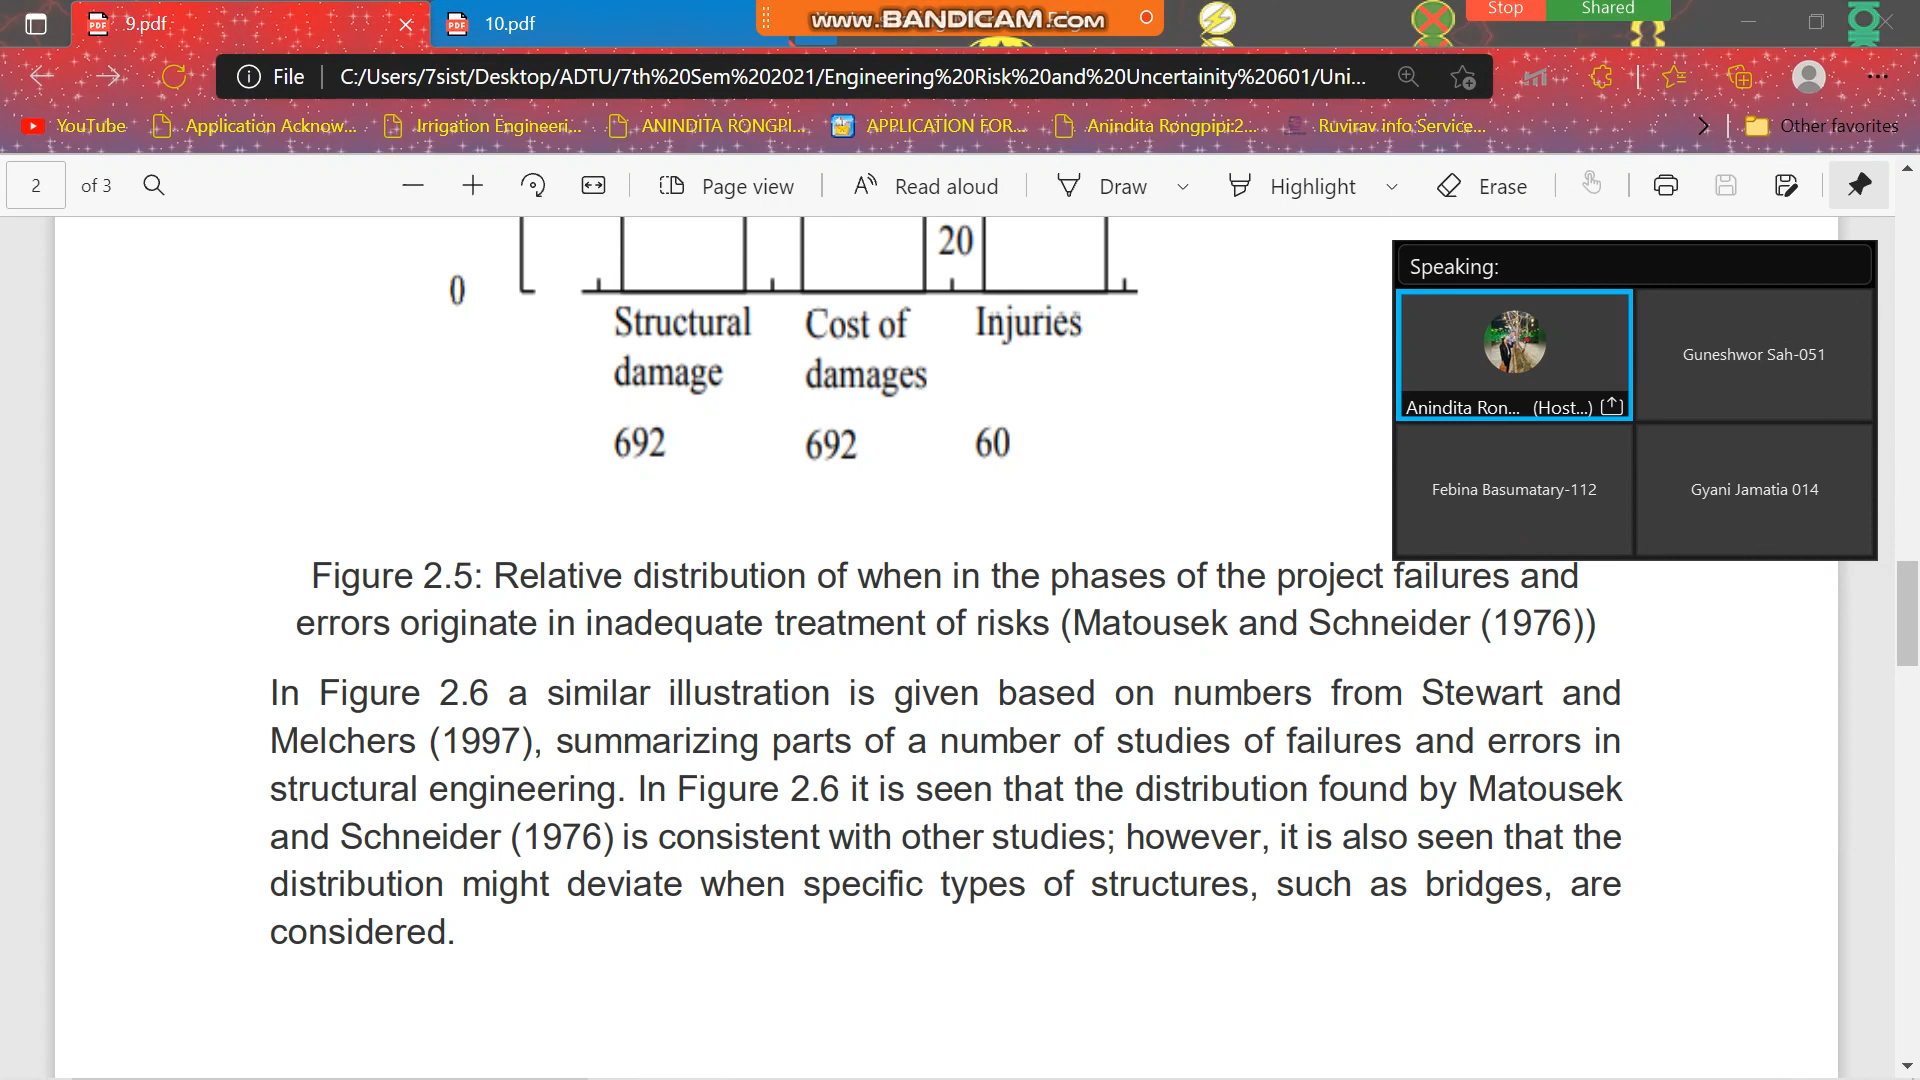 9.pdf
10.pdf
www.BANDICAM.com
Stop
Shared
File
C:/Users/7sist/Desktop/ADTU/7th%20Sem%202021/Engineering%20Risk%20and%20Uncertainity%20601/Uni...
YouTube
Application Acknow...
Irrigation Engineeri...
ANINDITA RONGPI...
APPLICATION FOR...
Anindita Rongpipi:2...
Ruvirav info Service...
Other favorites
2
of 3
Page view
Read aloud
Draw
Highlight
Erase
20
0
Structural
damage
Cost of
damages
Injuries
692
692
60
Speaking:
Anindita Ron... (Host...)
Guneshwor Sah-051
Febina Basumatary-112
Gyani Jamatia 014
Figure 2.5: Relative distribution of when in the phases of the project failures and
errors originate in inadequate treatment of risks (Matousek and Schneider (1976))
In Figure 2.6 a similar illustration is given based on numbers from Stewart and
Melchers (1997), summarizing parts of a number of studies of failures and errors in
structural engineering. In Figure 2.6 it is seen that the distribution found by Matousek
and Schneider (1976) is consistent with other studies; however, it is also seen that the
distribution might deviate when specific types of structures, such as bridges, are
considered.